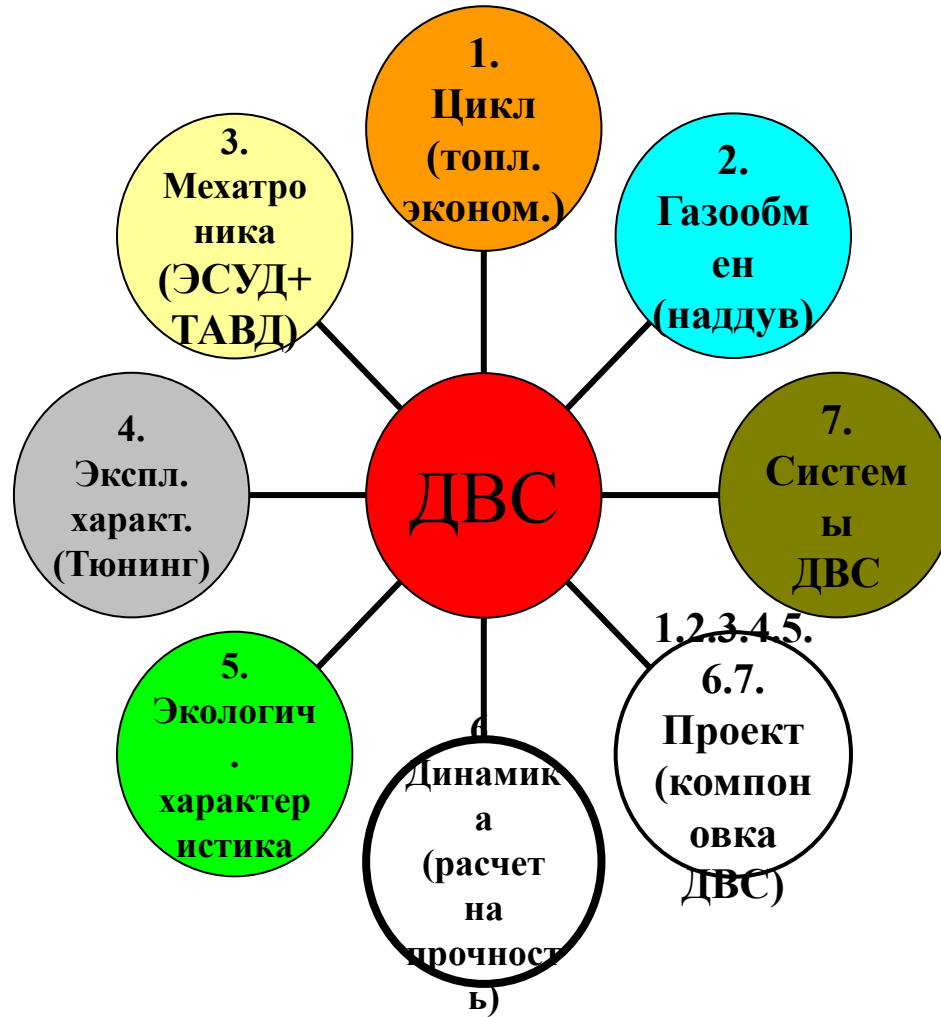 1.
Цикл
(топл.
эконом.)
2.
Газообм
ен
(наддув)
3.
Мехатро
ника
(ЭСУД+
ТАВД)
4.
Экспл.
характ.
(Тюнинг)
ДВС
7.
Систем
ы
ДВС
5.
Экологич
.
характер
истика
6
Динамик
а
(расчет
на
прочност
ь)
1.2.3.4.5.
6.7.
Проект
(компон
овка
ДВС)